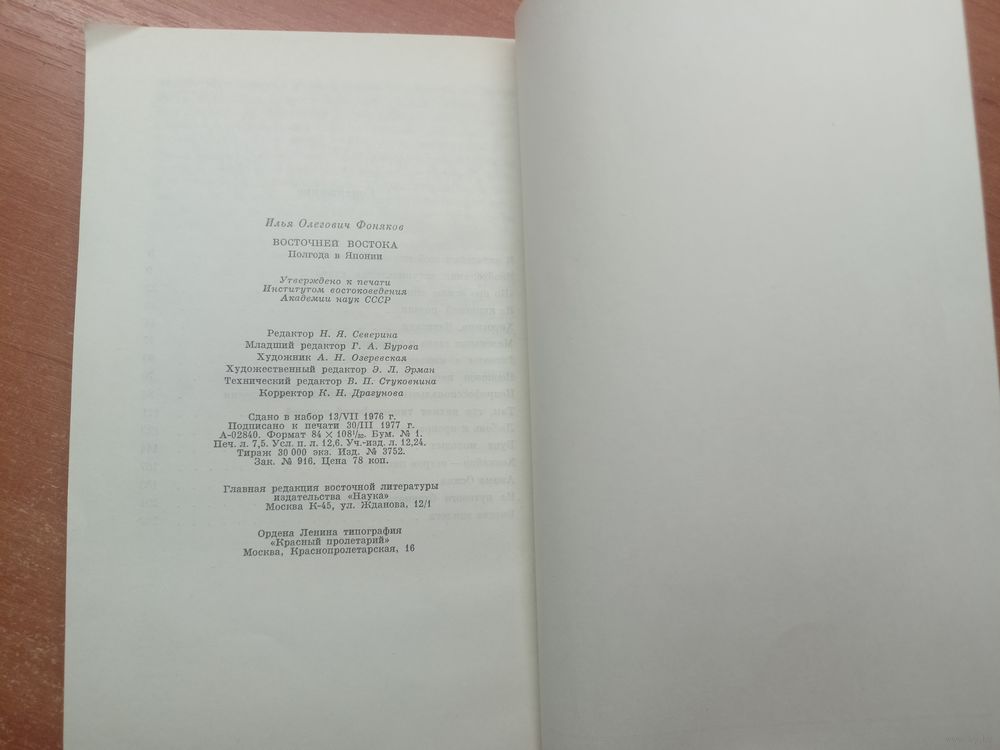 Илья Олегович Фоняков
ВОСТОЧНЕЙ ВОСТОКА
Полгода в Японии
Утверждено к печати
Институтом востоковедения
Академии наук СССР
Редактор Н. Я. Северина
Младший редактор Г. А. Бурова
Художник А. Н. Озеревская
Художественный редактор Э. Л. Эрман
Технический редактор В. П. Стуковнина
Корректор К. Н. Драгунова
Сдано в набор 13/VII 1976 г.
Подписано к печати 30/III 1977 г.
А-02840. Формат 84 × 108¹/₃₂. Бум. № 1.
Печ. л. 7,5. Усл. п. л. 12,6. Уч.-изд. л. 12,24.
Тираж 30 000 экз. Изд. № 3752.
Зак. № 916. Цена 78 коп.
Главная редакция восточной литературы
издательства «Наука»
Москва К-45, ул. Жданова, 12/1
Ордена Ленина типография
«Красный пролетарий»
Москва, Краснопролетарская, 16